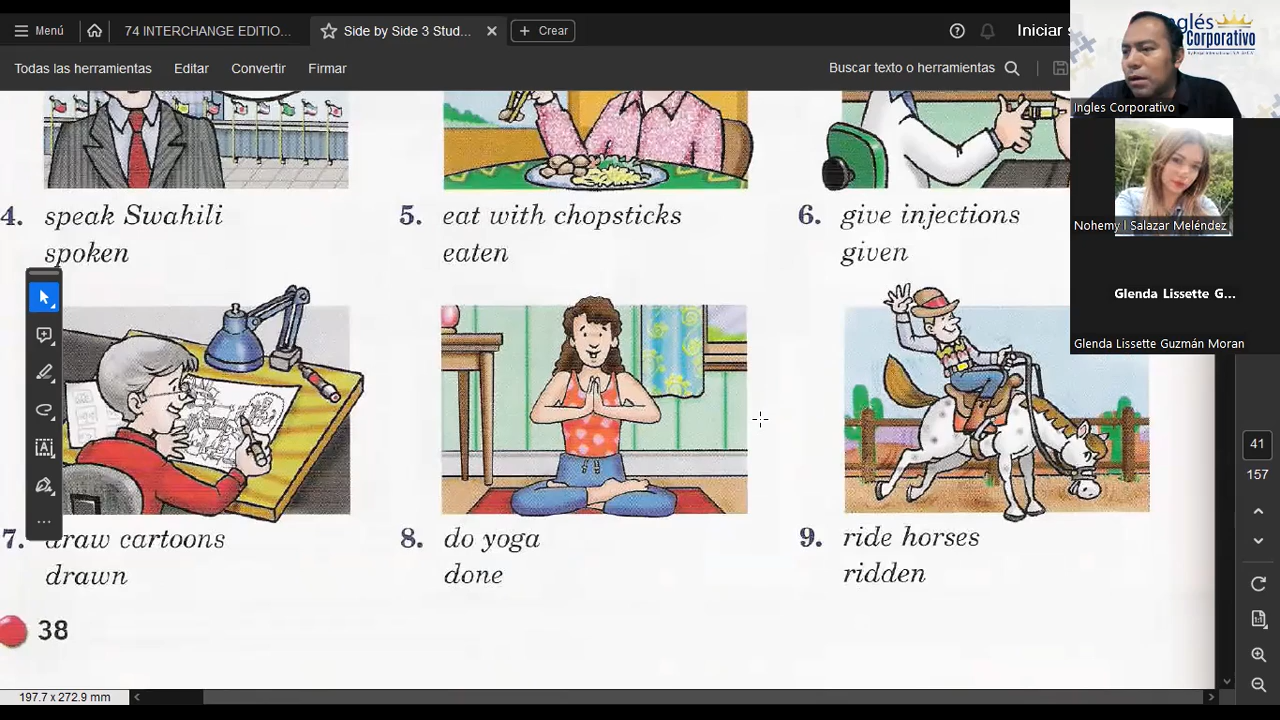 Menú
74 INTERCHANGE EDITIO...
Side by Side 3 Stud...
Crear
Iniciar s
Todas las herramientas
Editar
Convertir
Firmar
Buscar texto o herramientas
Inglés
Corporativo
Ingles Corporativo
Nohemy I Salazar Meléndez
Glenda Lissette G...
Glenda Lissette Guzmán Moran
4. speak Swahili
spoken
5. eat with chopsticks
eaten
6. give injections
given
7. draw cartoons
drawn
8. do yoga
done
9. ride horses
ridden
38
41
157
197.7 x 272.9 mm